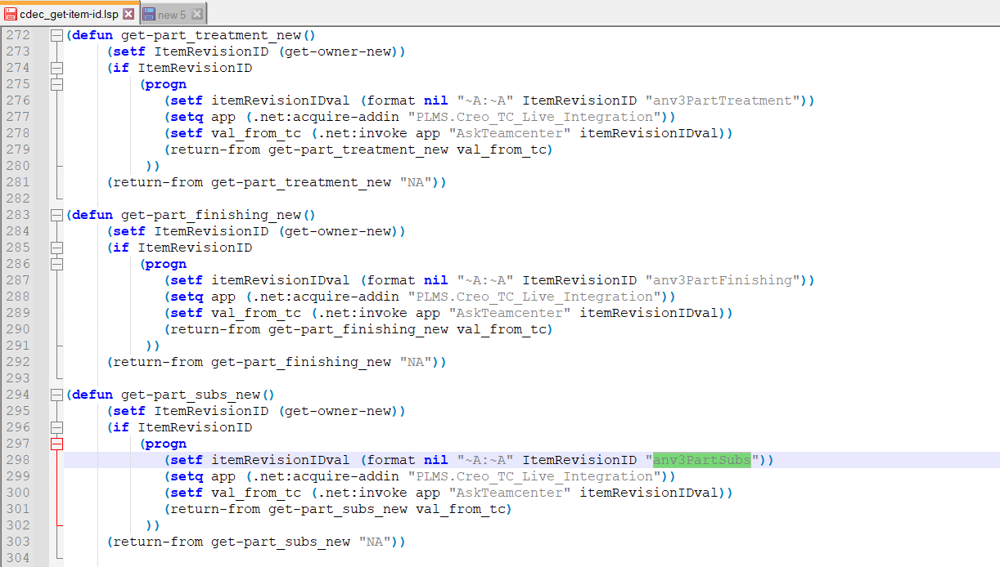 cdec_get-item-id.lsp new 5
272 (defun get-part_treatment_new()
273 (setf ItemRevisionID (get-owner-new))
274 (if ItemRevisionID
275 (progn
276 (setf itemRevisionIDval (format nil "~A:~A" ItemRevisionID "anv3PartTreatment"))
277 (setq app (.net:acquire-addin "PLMS.Creo_TC_Live_Integration"))
278 (setf val_from_tc (.net:invoke app "AskTeamcenter" itemRevisionIDval))
279 (return-from get-part_treatment_new val_from_tc)
280 ))
281 (return-from get-part_treatment_new "NA"))
282
283 (defun get-part_finishing_new()
284 (setf ItemRevisionID (get-owner-new))
285 (if ItemRevisionID
286 (progn
287 (setf itemRevisionIDval (format nil "~A:~A" ItemRevisionID "anv3PartFinishing"))
288 (setq app (.net:acquire-addin "PLMS.Creo_TC_Live_Integration"))
289 (setf val_from_tc (.net:invoke app "AskTeamcenter" itemRevisionIDval))
290 (return-from get-part_finishing_new val_from_tc)
291 ))
292 (return-from get-part_finishing_new "NA"))
293
294 (defun get-part_subs_new()
295 (setf ItemRevisionID (get-owner-new))
296 (if ItemRevisionID
297 (progn
298 (setf itemRevisionIDval (format nil "~A:~A" ItemRevisionID "anv3PartSubs"))
299 (setq app (.net:acquire-addin "PLMS.Creo_TC_Live_Integration"))
300 (setf val_from_tc (.net:invoke app "AskTeamcenter" itemRevisionIDval))
301 (return-from get-part_subs_new val_from_tc)
302 ))
303 (return-from get-part_subs_new "NA"))
304